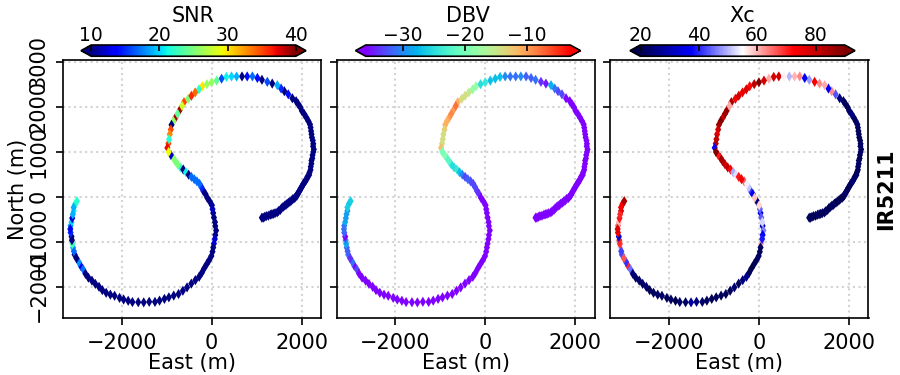 SNR DBV Xc
10 20 30 40 −30 −20 −10 20 40 60 80
North (m)
3000
2000
1000
0
−1000
−2000
IR5211
−2000 0 2000 −2000 0 2000 −2000 0 2000
East (m) East (m) East (m)